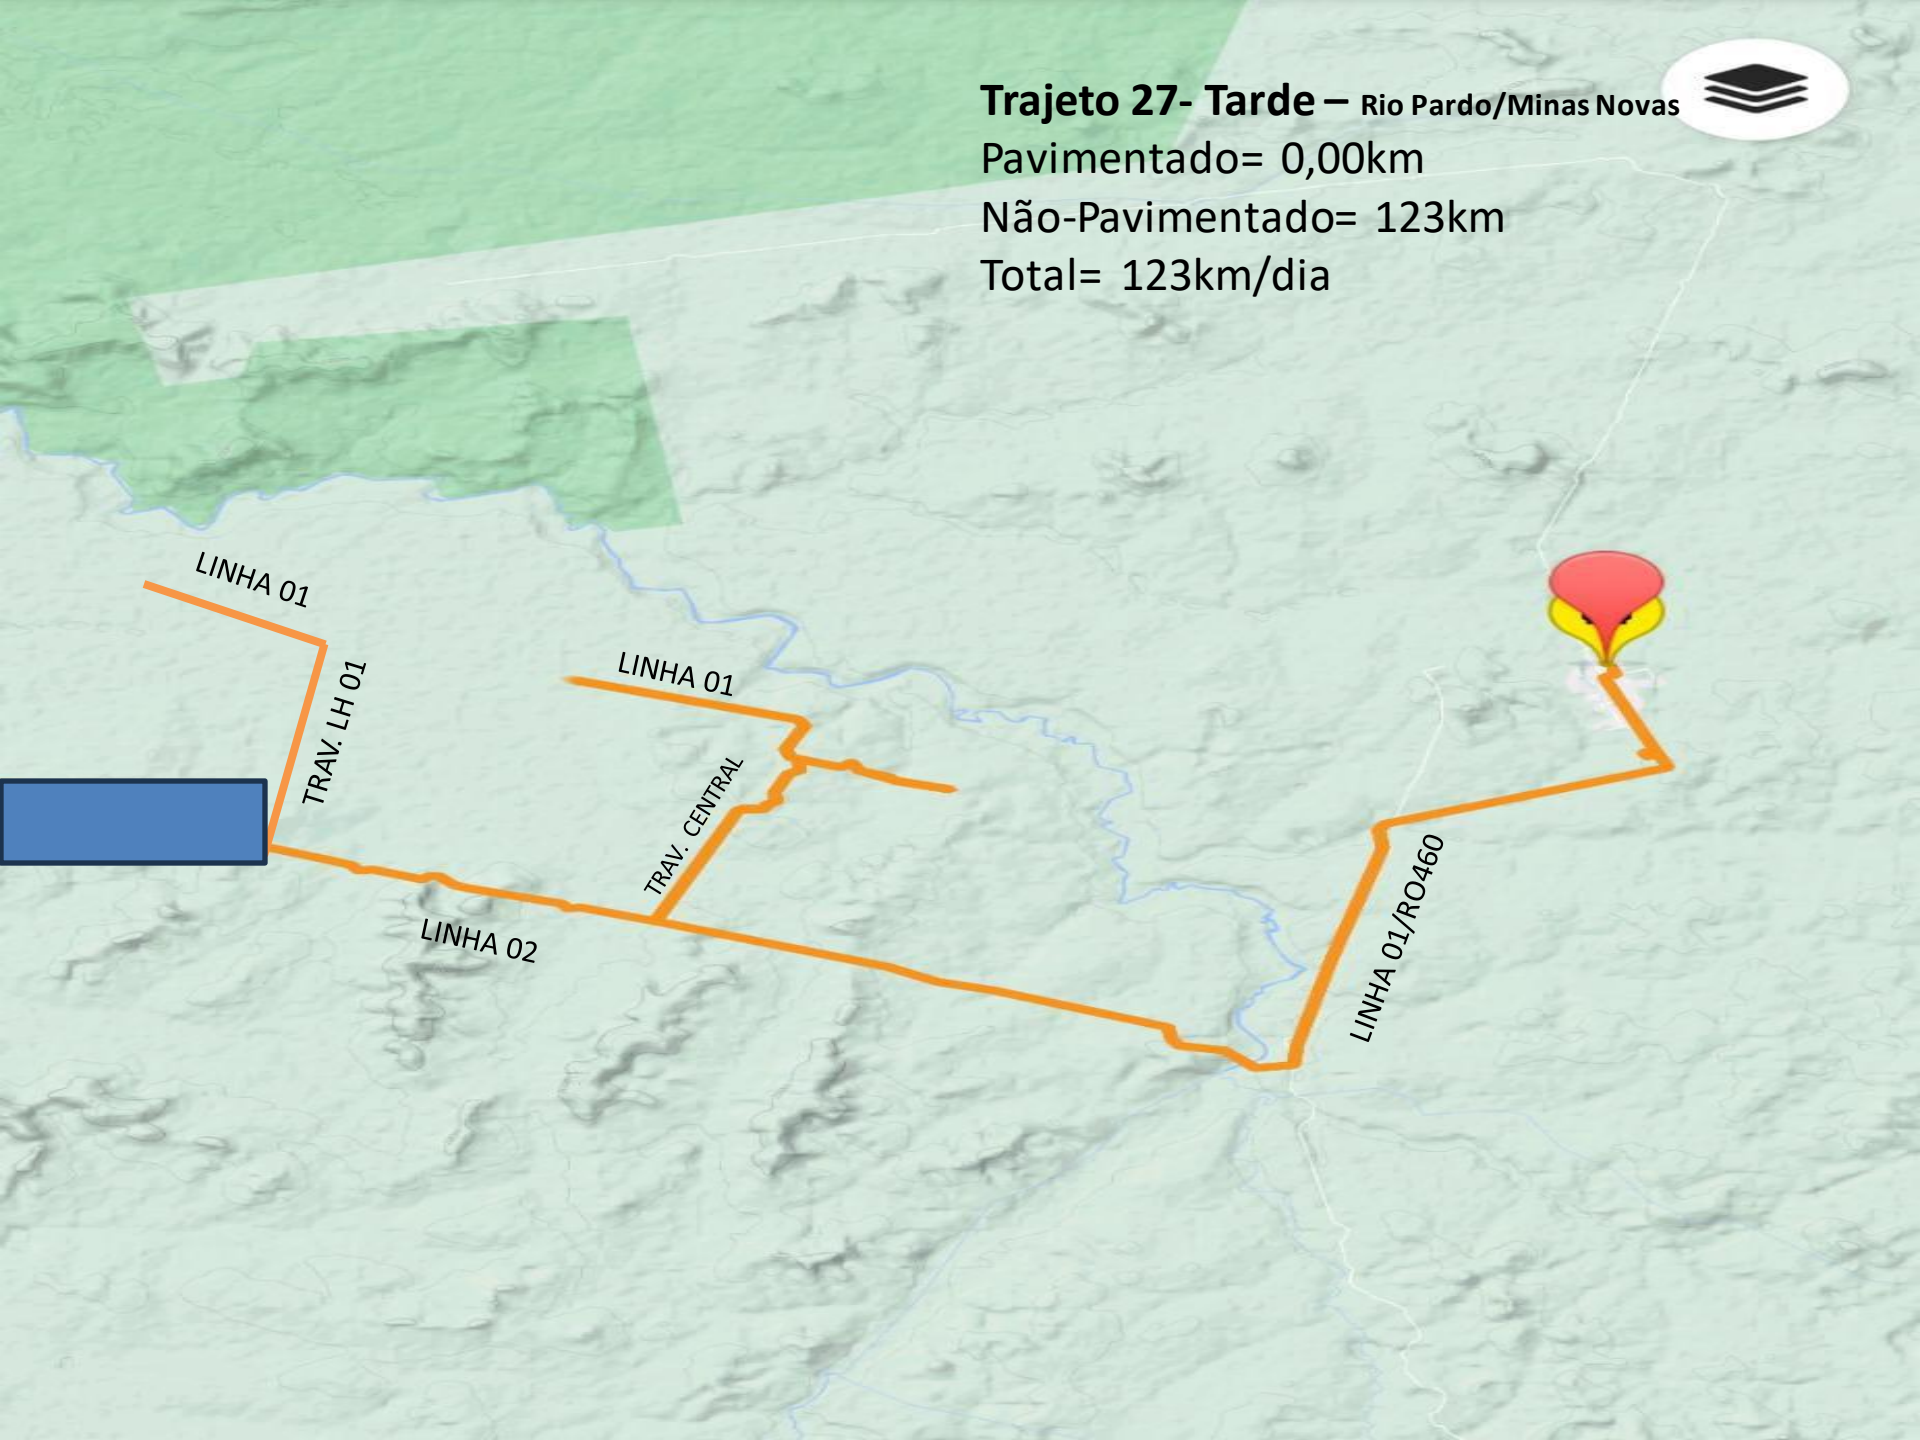 Trajeto 27- Tarde – Rio Pardo/Minas Novas
Pavimentado= 0,00km
Não-Pavimentado= 123km
Total= 123km/dia
LINHA 01
TRAV. LH 01
LINHA 01
TRAV. CENTRAL
LINHA 02
LINHA 01/RO460